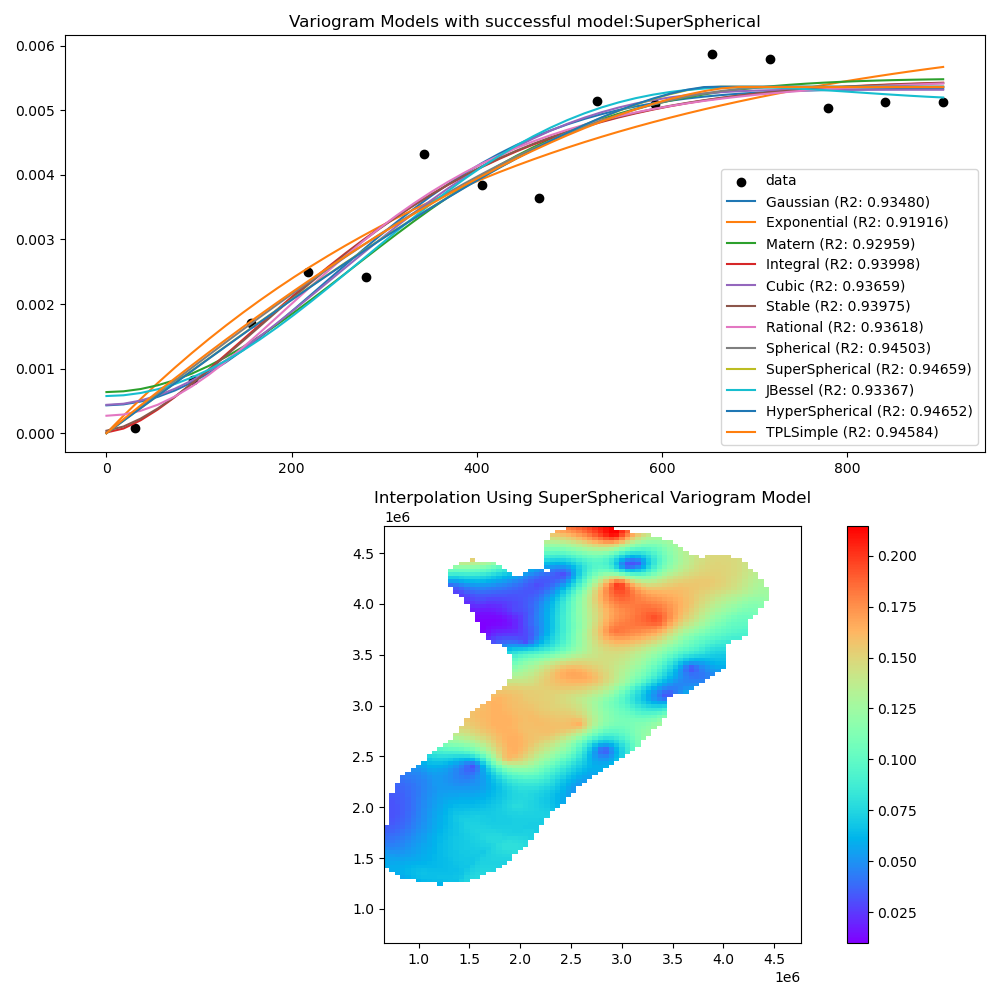 Variogram Models with successful model:SuperSpherical
0.006
0.005
0.004
0.003
0.002
0.001
0.000
0 200 400 600 800
data
Gaussian (R2: 0.93480)
Exponential (R2: 0.91916)
Matern (R2: 0.92959)
Integral (R2: 0.93998)
Cubic (R2: 0.93659)
Stable (R2: 0.93975)
Rational (R2: 0.93618)
Spherical (R2: 0.94503)
SuperSpherical (R2: 0.94659)
JBessel (R2: 0.93367)
HyperSpherical (R2: 0.94652)
TPLSimple (R2: 0.94584)
Interpolation Using SuperSpherical Variogram Model
1e6
4.5
4.0
3.5
3.0
2.5
2.0
1.5
1.0
1.0 1.5 2.0 2.5 3.0 3.5 4.0 4.5
1e6
0.200
0.175
0.150
0.125
0.100
0.075
0.050
0.025